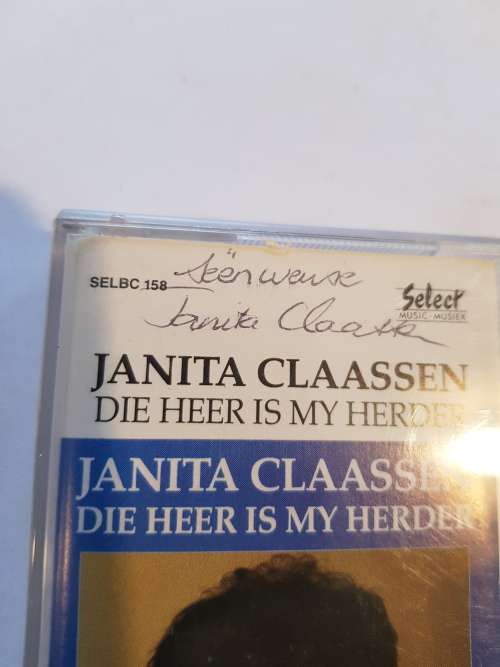 SELBC 158 Seënwense
Janita Claassen
Select
MUSIC - MUSIEK
JANITA CLAASSEN
DIE HEER IS MY HERDER
JANITA CLAASSEN
DIE HEER IS MY HERDER